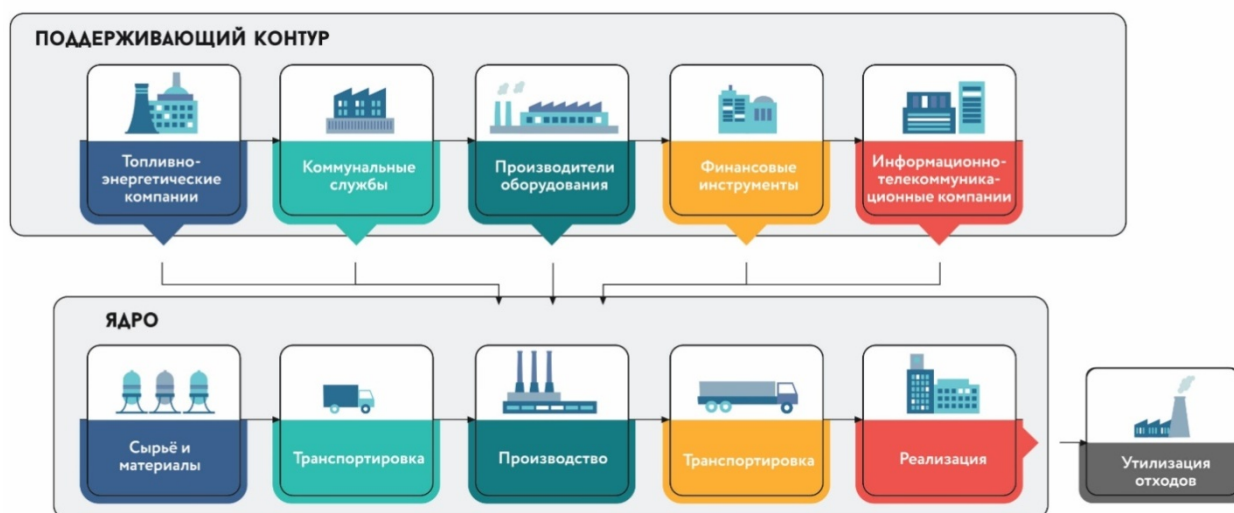 ПОДДЕРЖИВАЮЩИЙ КОНТУР
Топливно-
энергетические
компании
Коммунальные
службы
Производители
оборудования
Финансовые
инструменты
Информационно-
телекоммуника-
ционные компании
ЯДРО
Сырьё и
материалы
Транспортировка
Производство
Транспортировка
Реализация
Утилизация
отходов